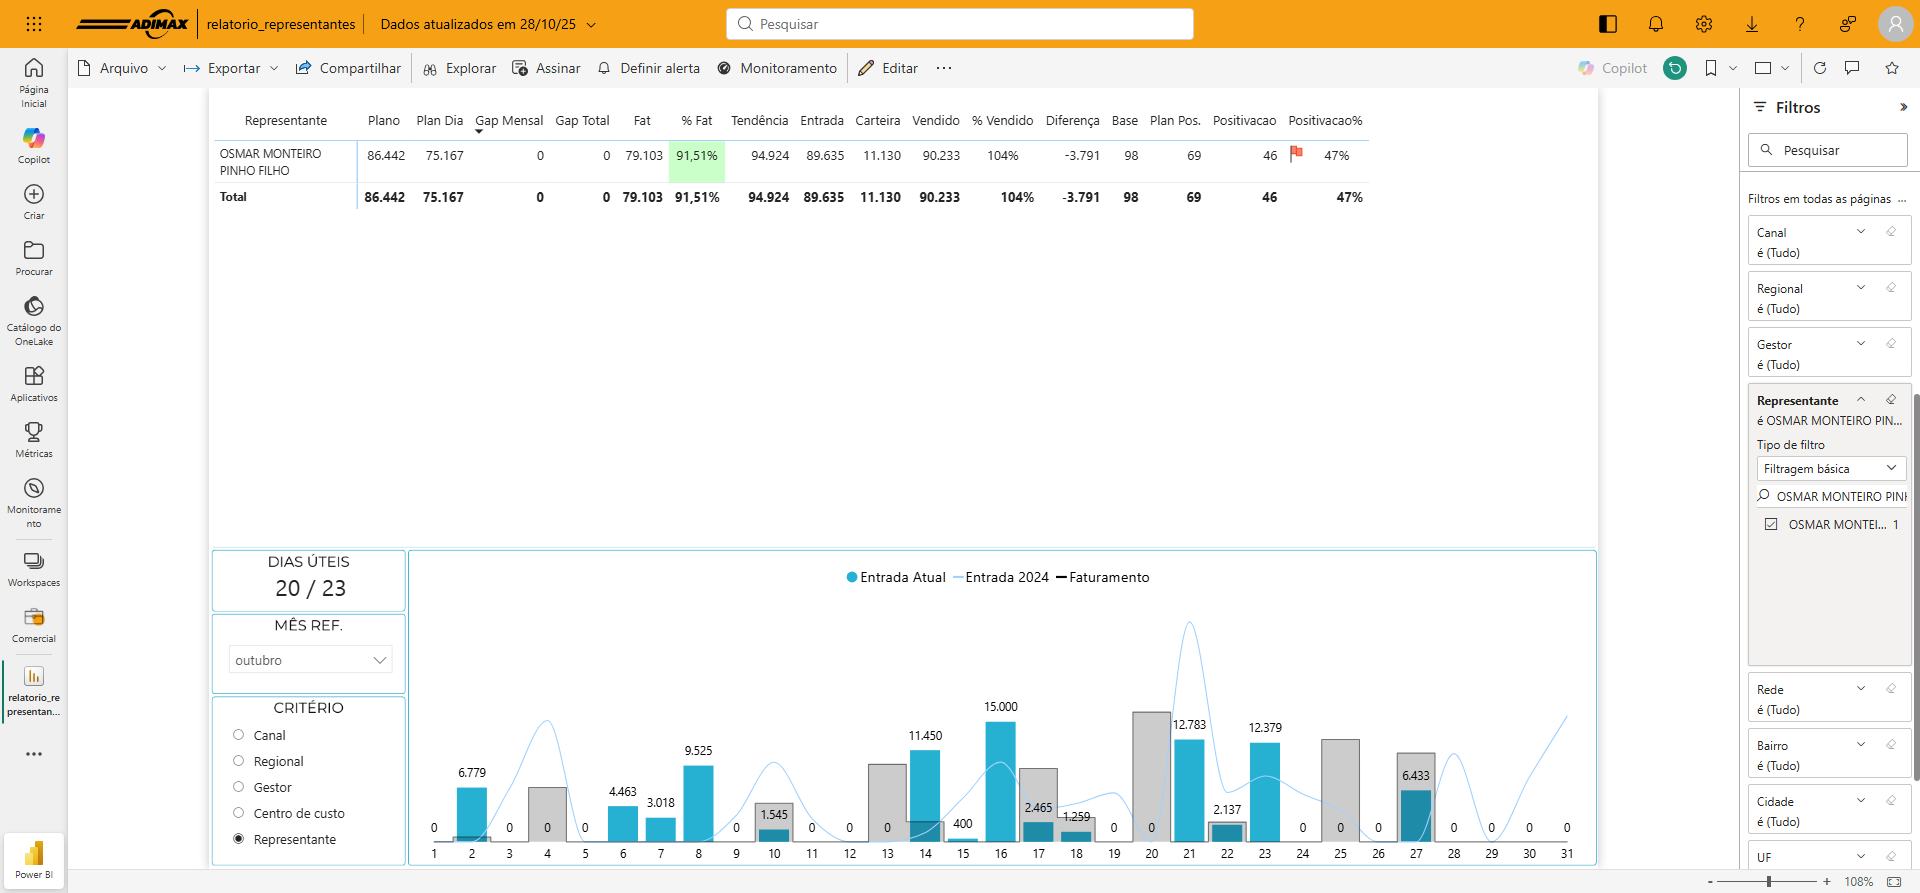 ADIMAX relatorio_representantes Dados atualizados em 28/10/25 Pesquisar
Arquivo Exportar Compartilhar Explorar Assinar Definir alerta Monitoramento Editar ··· Copilot
Página
Inicial
Copilot
Criar
Procurar
Catálogo do
OneLake
Aplicativos
Métricas
Monitorame
nto
Workspaces
Comercial
relatorio_re
presentan...
Power BI
Representante Plano Plan Dia Gap Mensal Gap Total Fat % Fat Tendência Entrada Carteira Vendido % Vendido Diferença Base Plan Pos. Positivacao Positivacao%
OSMAR MONTEIRO
PINHO FILHO 86.442 75.167 0 0 79.103 91,51% 94.924 89.635 11.130 90.233 104% -3.791 98 69 46 47%
Total 86.442 75.167 0 0 79.103 91,51% 94.924 89.635 11.130 90.233 104% -3.791 98 69 46 47%
DIAS ÚTEIS
20 / 23
MÊS REF.
outubro
CRITÉRIO
Canal
Regional
Gestor
Centro de custo
Representante
Entrada Atual Entrada 2024 Faturamento
0 6.779 0 0 0 4.463 3.018 9.525 0 1.545 0 0 0 11.450 400 15.000 2.465 1.259 0 0 12.783 2.137 12.379 0 0 0 6.433 0 0 0 0
1 2 3 4 5 6 7 8 9 10 11 12 13 14 15 16 17 18 19 20 21 22 23 24 25 26 27 28 29 30 31
Filtros
Pesquisar
Filtros em todas as páginas ...
Canal
é (Tudo)
Regional
é (Tudo)
Gestor
é (Tudo)
Representante
é OSMAR MONTEIRO PIN...
Tipo de filtro
Filtragem básica
OSMAR MONTEIRO PINH
OSMAR MONTEI... 1
Rede
é (Tudo)
Bairro
é (Tudo)
Cidade
é (Tudo)
UF
- + 108%